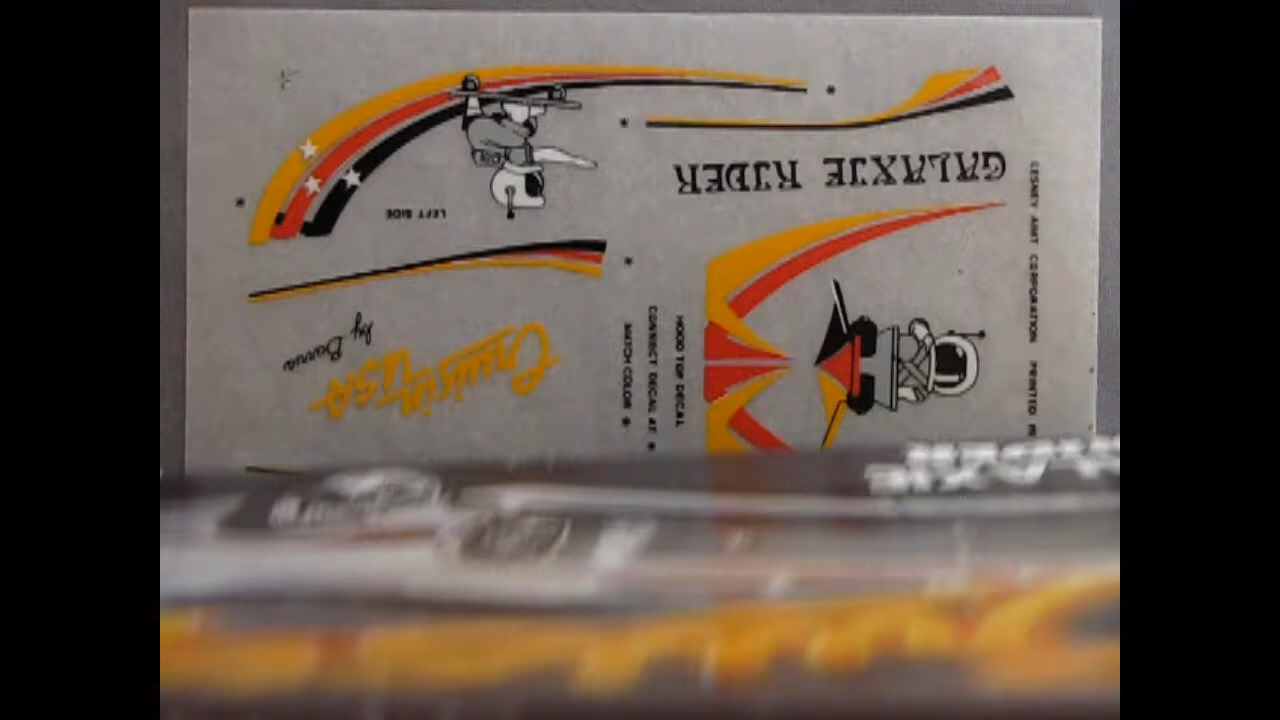 GALAXIE RIDER
LEFT SIDE
LESNEY AMT CORPORATION PRINTED IN
Cruisin
USA
by Barris
HOOD TOP DECAL
CONNECT DECAL AT *
MATCH COLOR *